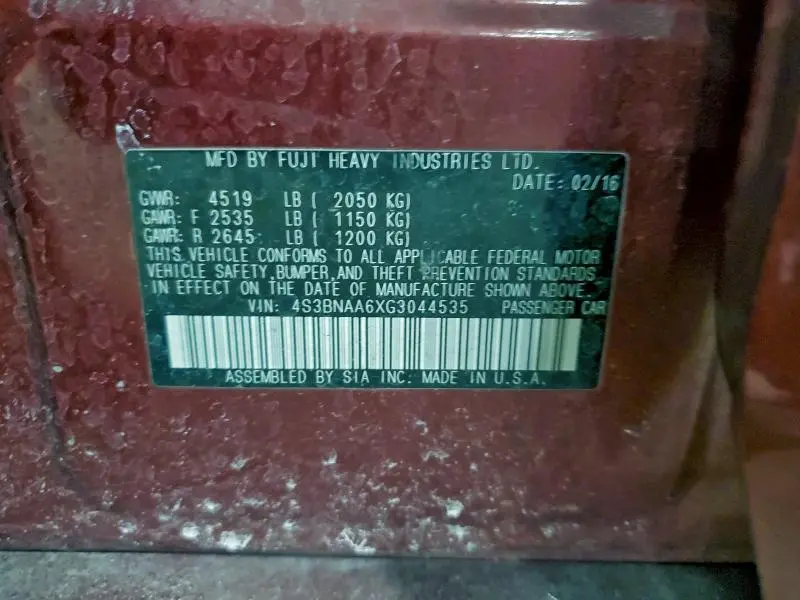 MFD BY FUJI HEAVY INDUSTRIES LTD.
DATE: 02/16
GVWR: 4519 LB ( 2050 KG)
GAWR: F 2535 LB ( 1150 KG)
GAWR: R 2645 LB ( 1200 KG)
THIS VEHICLE CONFORMS TO ALL APPLICABLE FEDERAL MOTOR
VEHICLE SAFETY, BUMPER, AND THEFT PREVENTION STANDARDS
IN EFFECT ON THE DATE OF MANUFACTURE SHOWN ABOVE.
VIN: 4S3BNAA6XG3044535 PASSENGER CAR
ASSEMBLED BY SIA INC. MADE IN U.S.A.